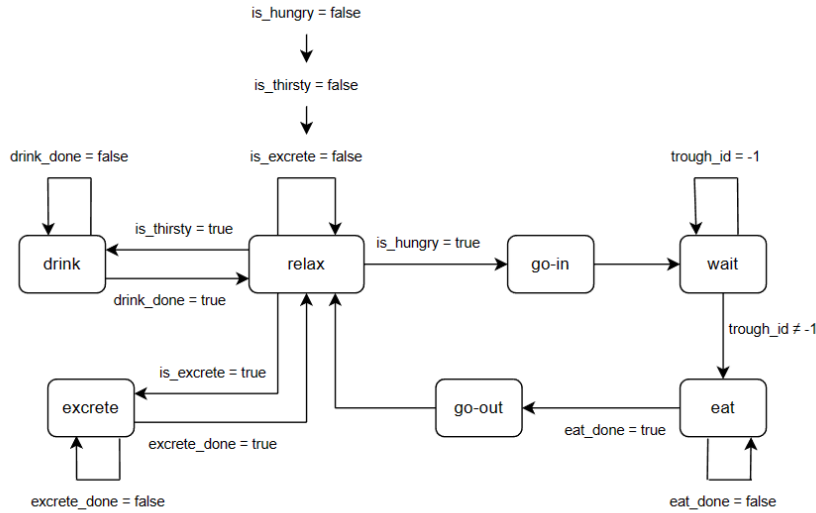 is_hungry = false
is_thirsty = false
drink_done = false
is_excrete = false
trough_id = -1
is_thirsty = true
is_hungry = true
drink
relax
go-in
wait
drink_done = true
trough_id ≠ -1
is_excrete = true
excrete
go-out
eat
excrete_done = true
eat_done = true
excrete_done = false
eat_done = false